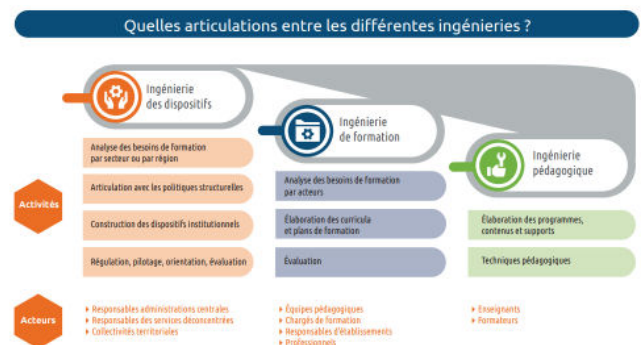 Quelles articulations entre les différentes ingénieries ?
Ingénierie
des dispositifs
Ingénierie
de formation
Ingénierie
pédagogique
Activités
Analyse des besoins de formation
par secteur ou par région
Articulation avec les politiques structurelles
Construction des dispositifs institutionnels
Régulation, pilotage, orientation, évaluation
Analyse des besoins de formation
par acteurs
Élaboration des curricula
et plans de formation
Évaluation
Élaboration des programmes,
contenus et supports
Techniques pédagogiques
Acteurs
Responsables administrations centrales
Responsables des services déconcentrées
Collectivités territoriales
Équipes pédagogiques
Chargés de formation
Responsables d'établissements
Professionnels
Enseignants
Formateurs